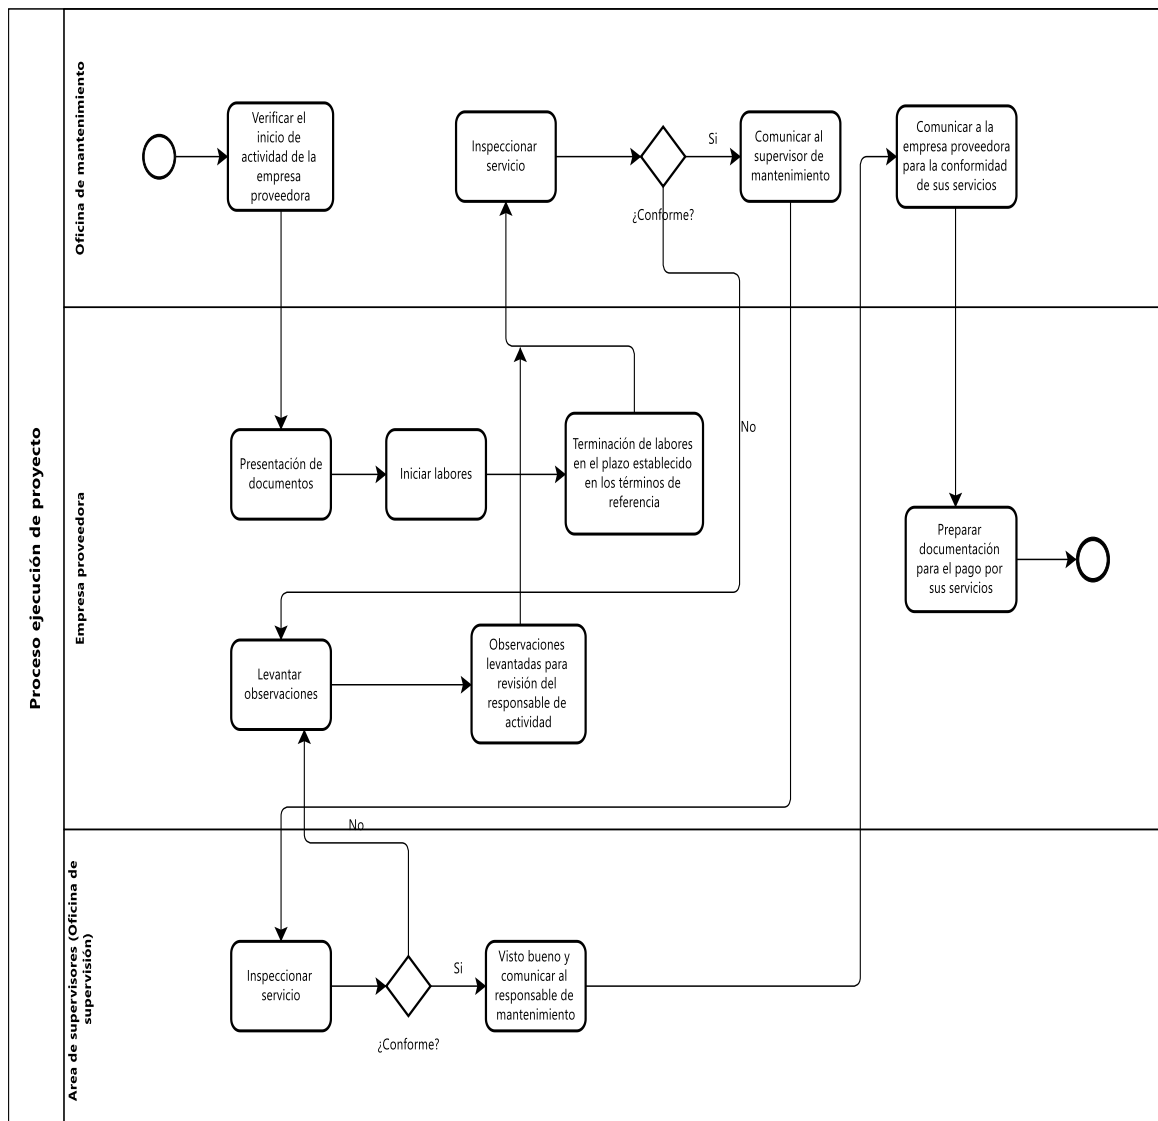 Proceso ejecución de proyecto
Oficina de mantenimiento
Verificar el
inicio de
actividad de la
empresa
proveedora
Inspeccionar
servicio
¿Conforme?
Si
Comunicar al
supervisor de
mantenimiento
Comunicar a la
empresa proveedora
para la conformidad
de sus servicios
No
Empresa proveedora
Presentación de
documentos
Iniciar labores
Terminación de labores
en el plazo establecido
en los términos de
referencia
Preparar
documentación
para el pago por
sus servicios
Levantar
observaciones
Observaciones
levantadas para
revisión del
responsable de
actividad
No
Area de supervisores (Oficina de
supervisión)
Inspeccionar
servicio
¿Conforme?
Si
Visto bueno y
comunicar al
responsable de
mantenimiento